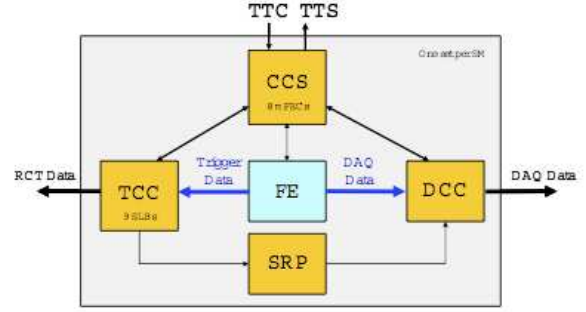 TTC TTS
One set per SM
CCS
8 mFECs
RCT Data
TCC
9 SLBs
Trigger
Data
FE
DAQ
Data
DCC
DAQ Data
SRP